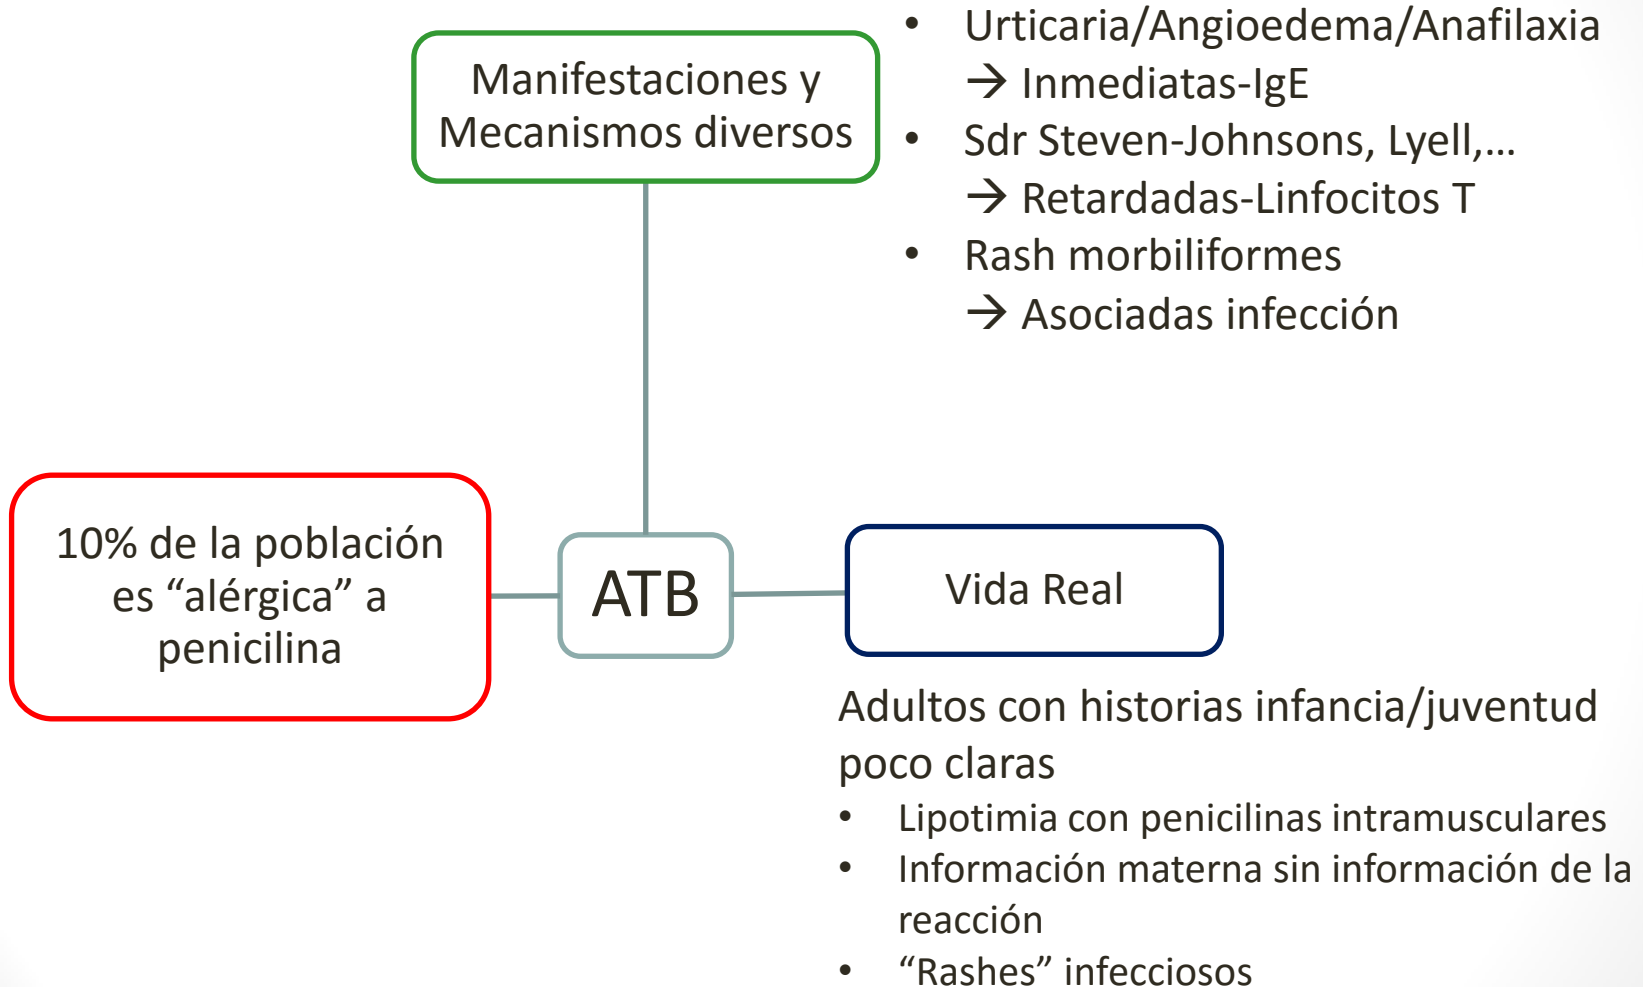 Manifestaciones y
Mecanismos diversos
• Urticaria/Angioedema/Anafilaxia
→ Inmediatas-IgE
• Sdr Steven-Johnsons, Lyell,...
→ Retardadas-Linfocitos T
• Rash morbiliformes
→ Asociadas infección
10% de la población
es “alérgica” a
penicilina
ATB
Vida Real
Adultos con historias infancia/juventud
poco claras
• Lipotimia con penicilinas intramusculares
• Información materna sin información de la
reacción
• “Rashes” infecciosos